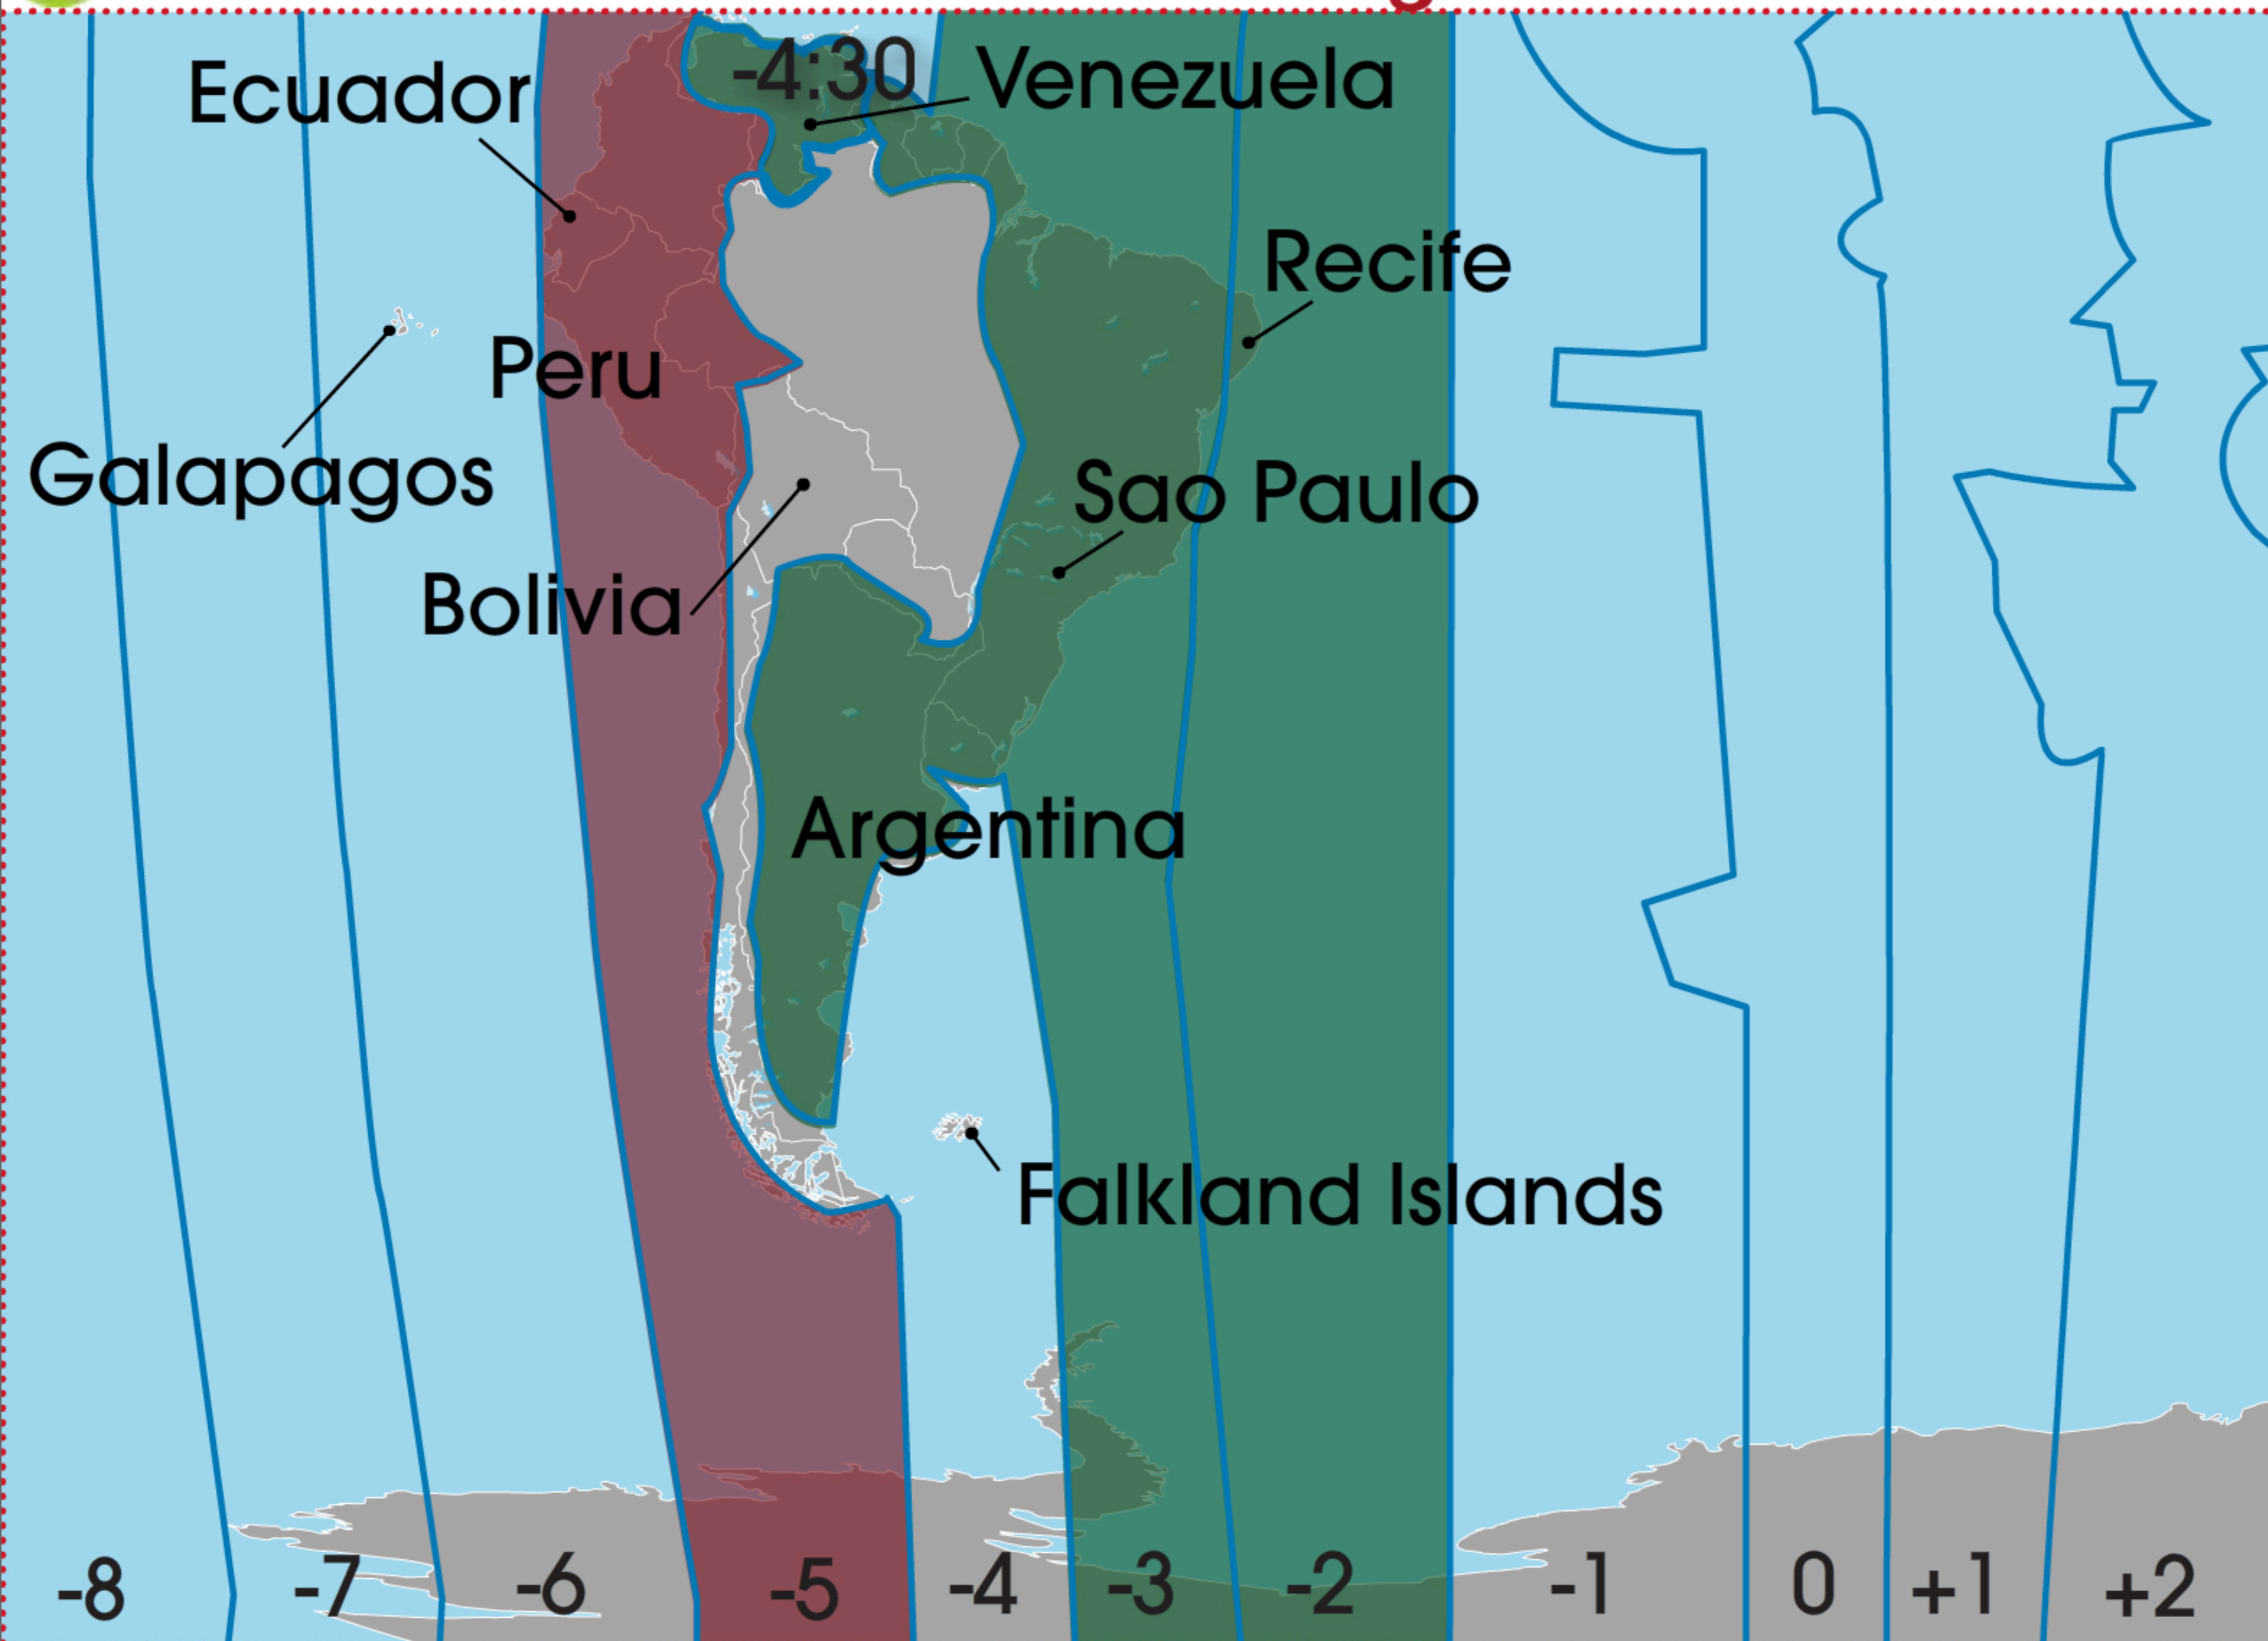 -4:30
Venezuela
Ecuador
Recife
Peru
Galapagos
Sao Paulo
Bolivia
Argentina
Falkland Islands
-8 -7 -6 -5 -4 -3 -2 -1 0 +1 +2